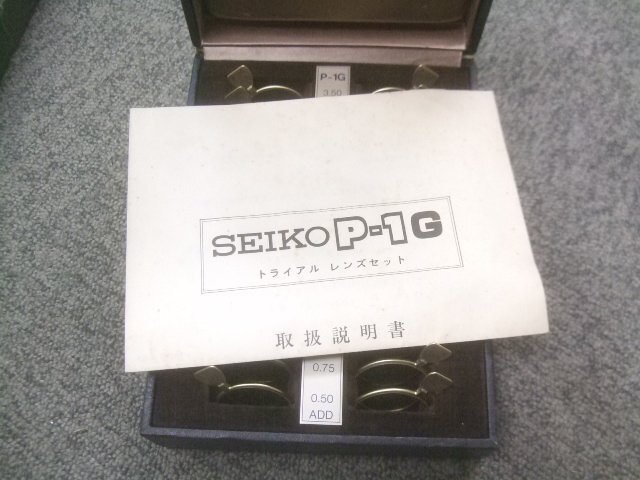 P-1G
3.50
SEIKO P-1G
トライアル レンズセット
取扱説明書
0.75
0.50
ADD